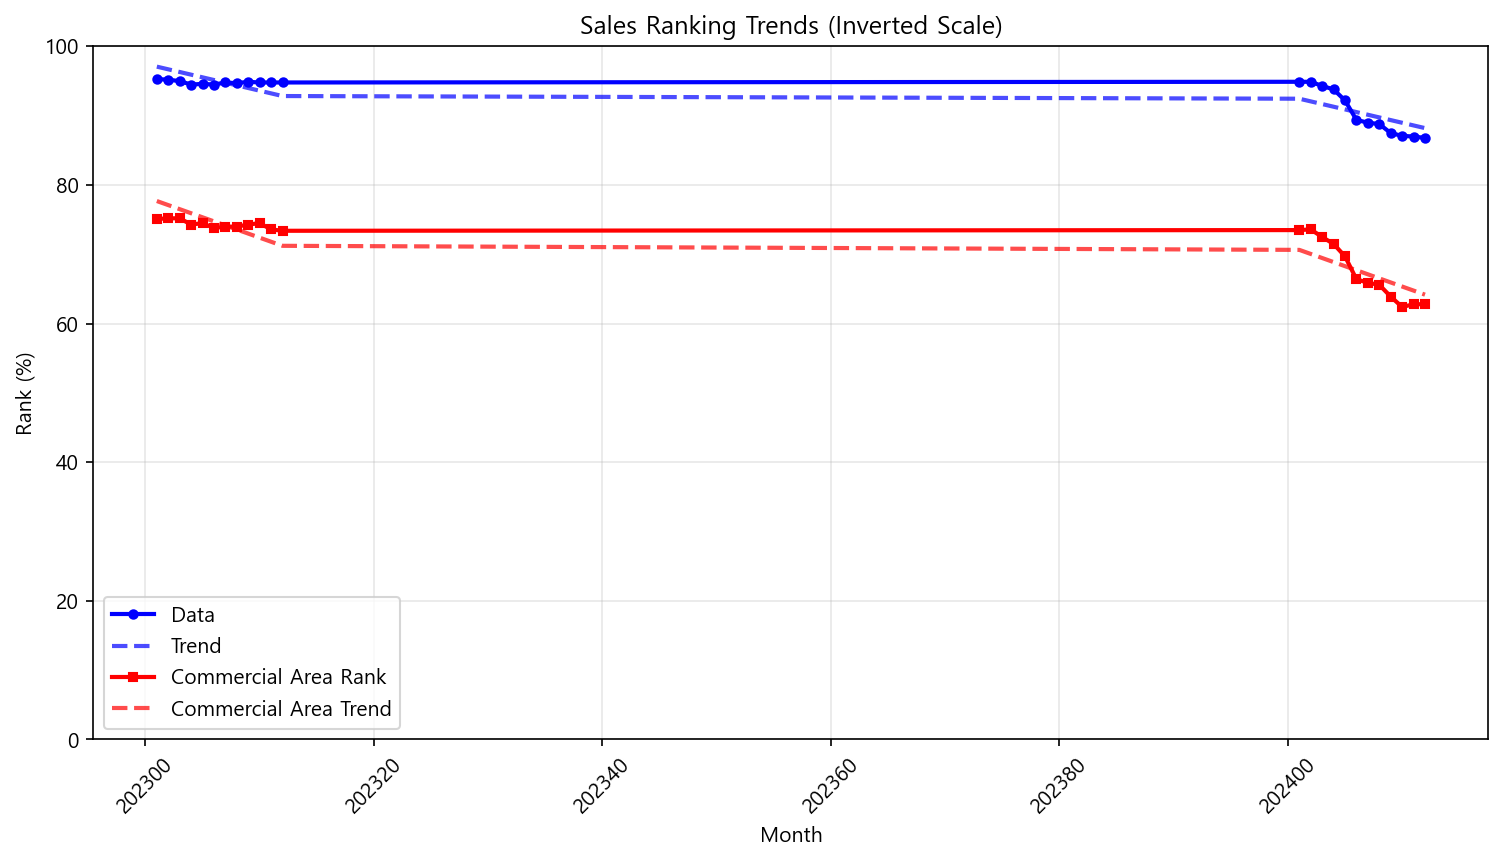 Sales Ranking Trends (Inverted Scale)
100
80
60
40
20
0
Rank (%)
Data
Trend
Commercial Area Rank
Commercial Area Trend
202300
202320
202340
202360
202380
202400
Month